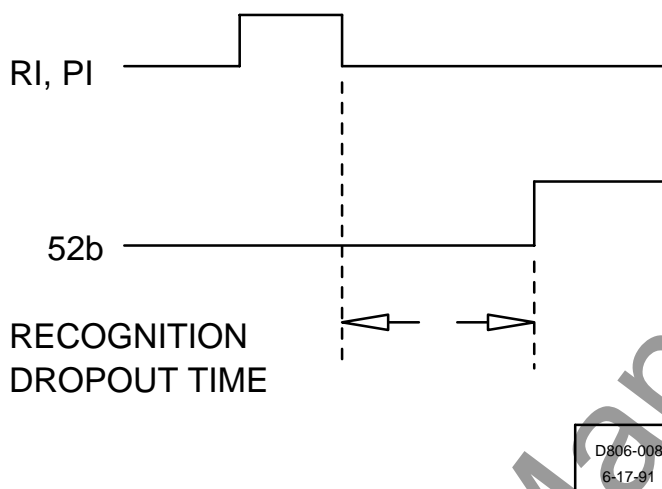 RI, PI
52b
RECOGNITION
DROPOUT TIME
D806-008
6-17-91